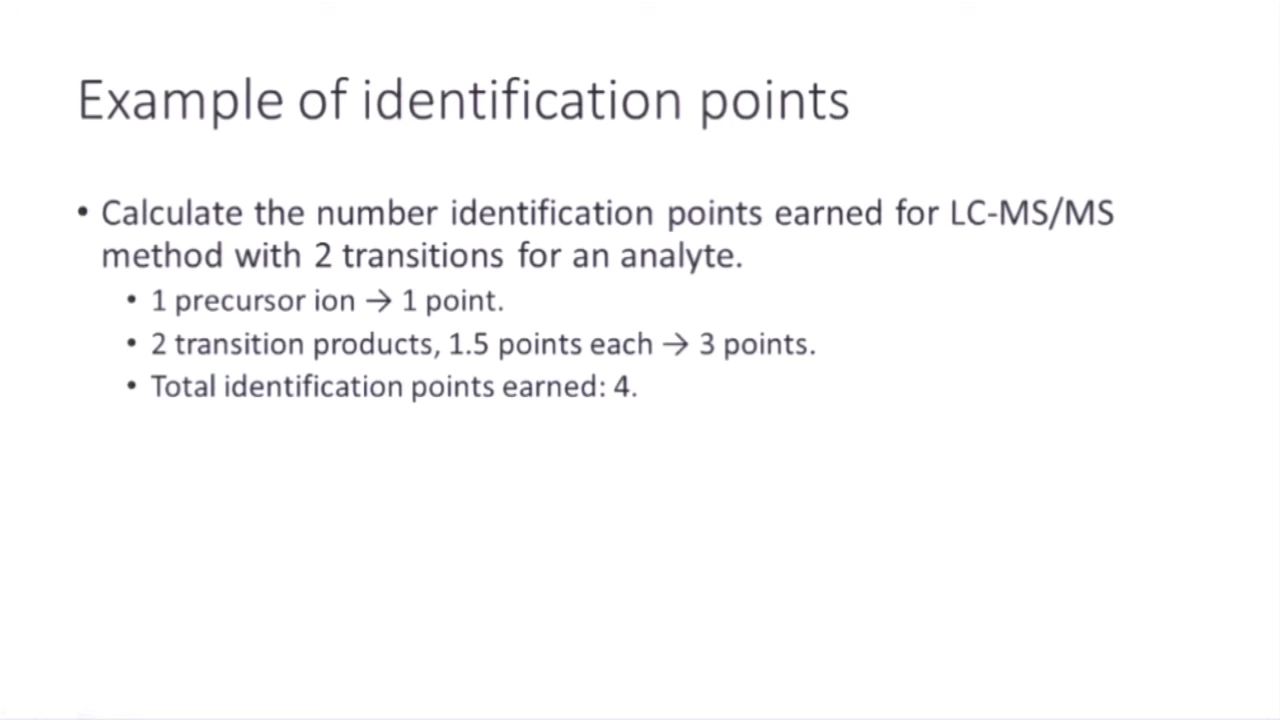 Example of identification points
• Calculate the number identification points earned for LC-MS/MS
method with 2 transitions for an analyte.
• 1 precursor ion → 1 point.
• 2 transition products, 1.5 points each → 3 points.
• Total identification points earned: 4.